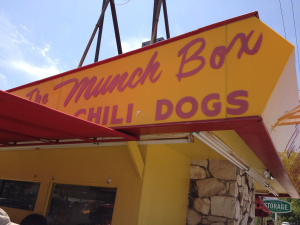 The Munch Box
CHILI DOGS
STORAGE